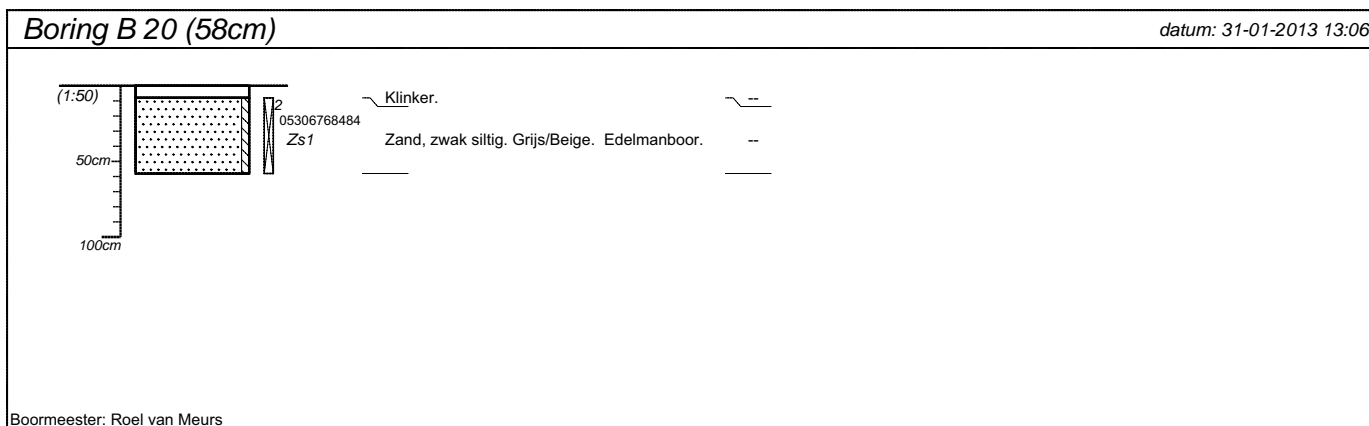 Boring B 20 (58cm)
datum: 31-01-2013 13:06
(1:50)
2
Klinker.
--
05306768484
Zs1
Zand, zwak siltig. Grijs/Beige. Edelmanboor.
--
50cm
100cm
Boormeester: Roel van Meurs